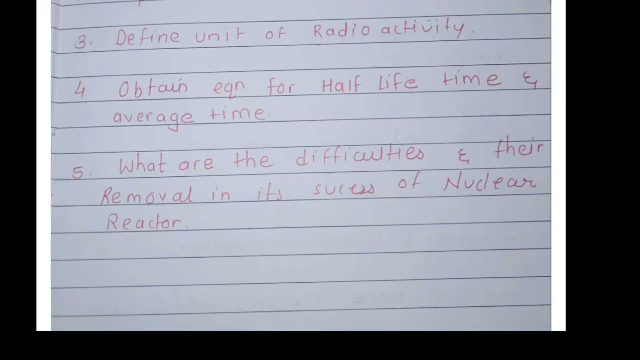 3. Define unit of Radio activity.
4 Obtain eqn for Half Life time &
average time
5. What are the difficulties & their
Removal in its sucess of Nuclear
Reactor.